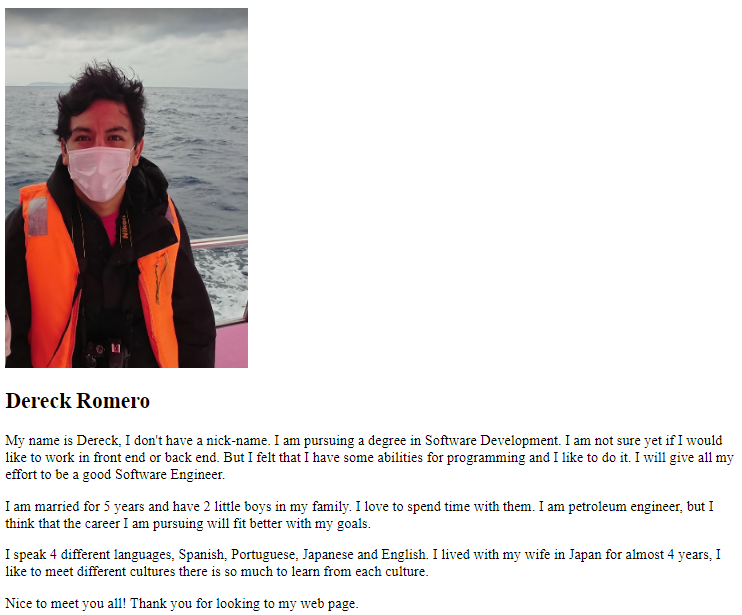 Nikon
Dereck Romero
My name is Dereck, I don't have a nick-name. I am pursuing a degree in Software Development. I am not sure yet if I would
like to work in front end or back end. But I felt that I have some abilities for programming and I like to do it. I will give all my
effort to be a good Software Engineer.
I am married for 5 years and have 2 little boys in my family. I love to spend time with them. I am petroleum engineer, but I
think that the career I am pursuing will fit better with my goals.
I speak 4 different languages, Spanish, Portuguese, Japanese and English. I lived with my wife in Japan for almost 4 years, I
like to meet different cultures there is so much to learn from each culture.
Nice to meet you all! Thank you for looking to my web page.